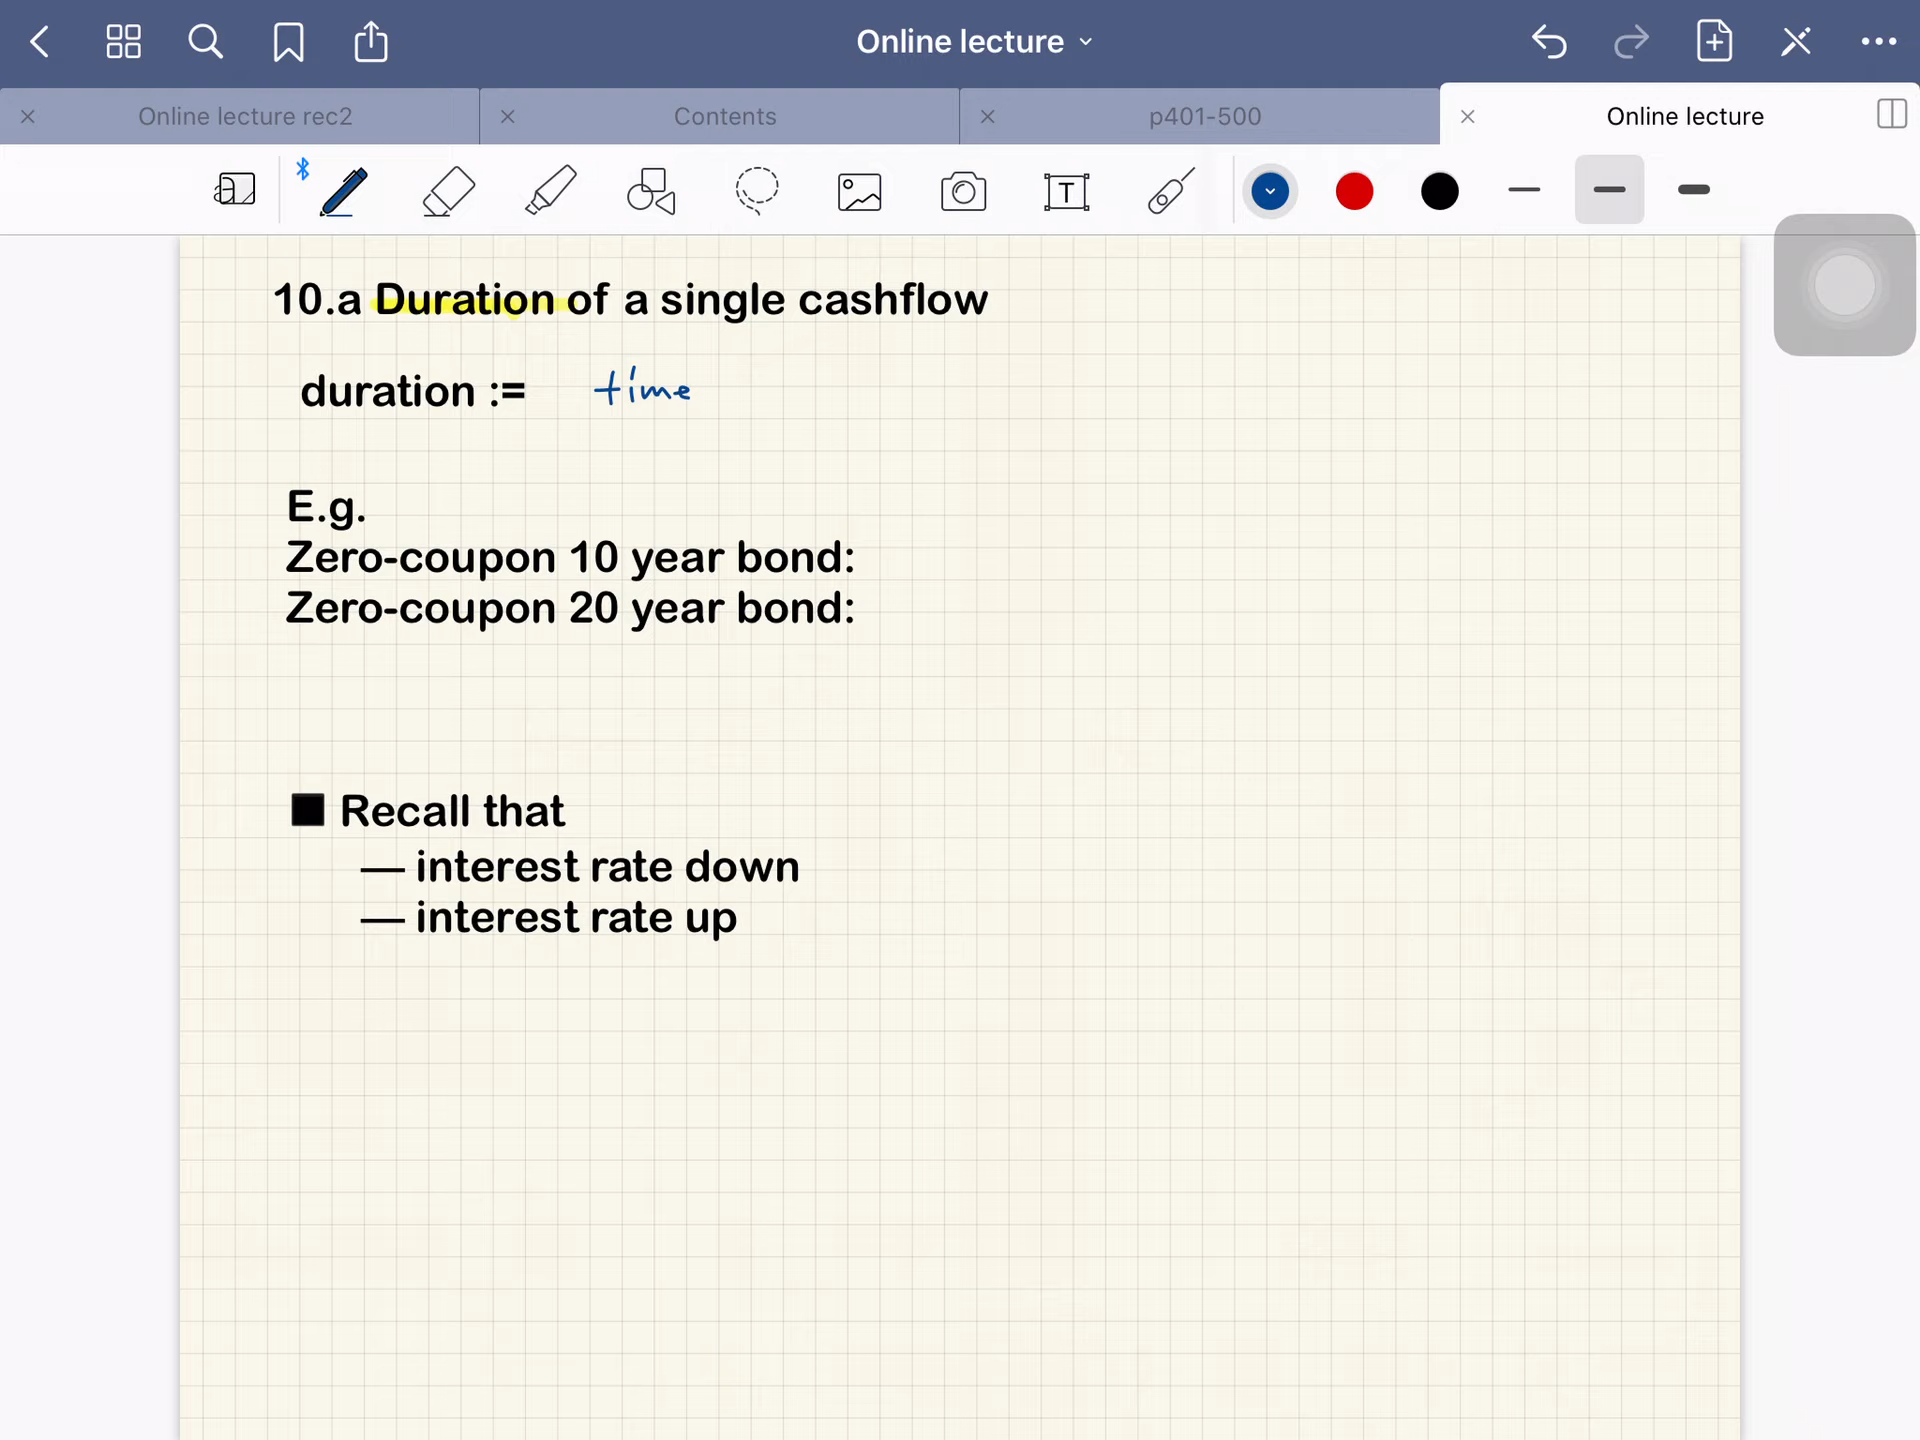 Online lecture
Online lecture rec2
Contents
p401-500
Online lecture
a
T
10.a Duration of a single cashflow
duration := time
E.g.
Zero-coupon 10 year bond:
Zero-coupon 20 year bond:
■ Recall that
— interest rate down
— interest rate up